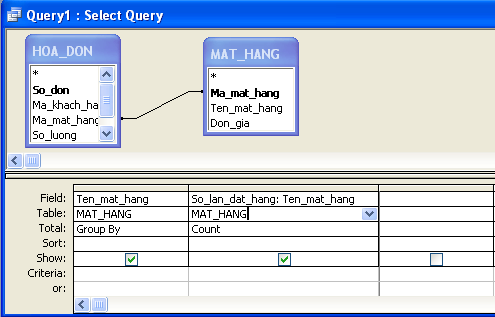 Query1 : Select Query
HOA_DON
*
So_don
Ma_khach_ha
Ma_mat_hang
So_luong
MAT_HANG
*
Ma_mat_hang
Ten_mat_hang
Don_gia
Field: Ten_mat_hang So_lan_dat_hang: Ten_mat_hang
Table: MAT_HANG MAT_HANG
Total: Group By Count
Sort:
Show:
Criteria:
or: